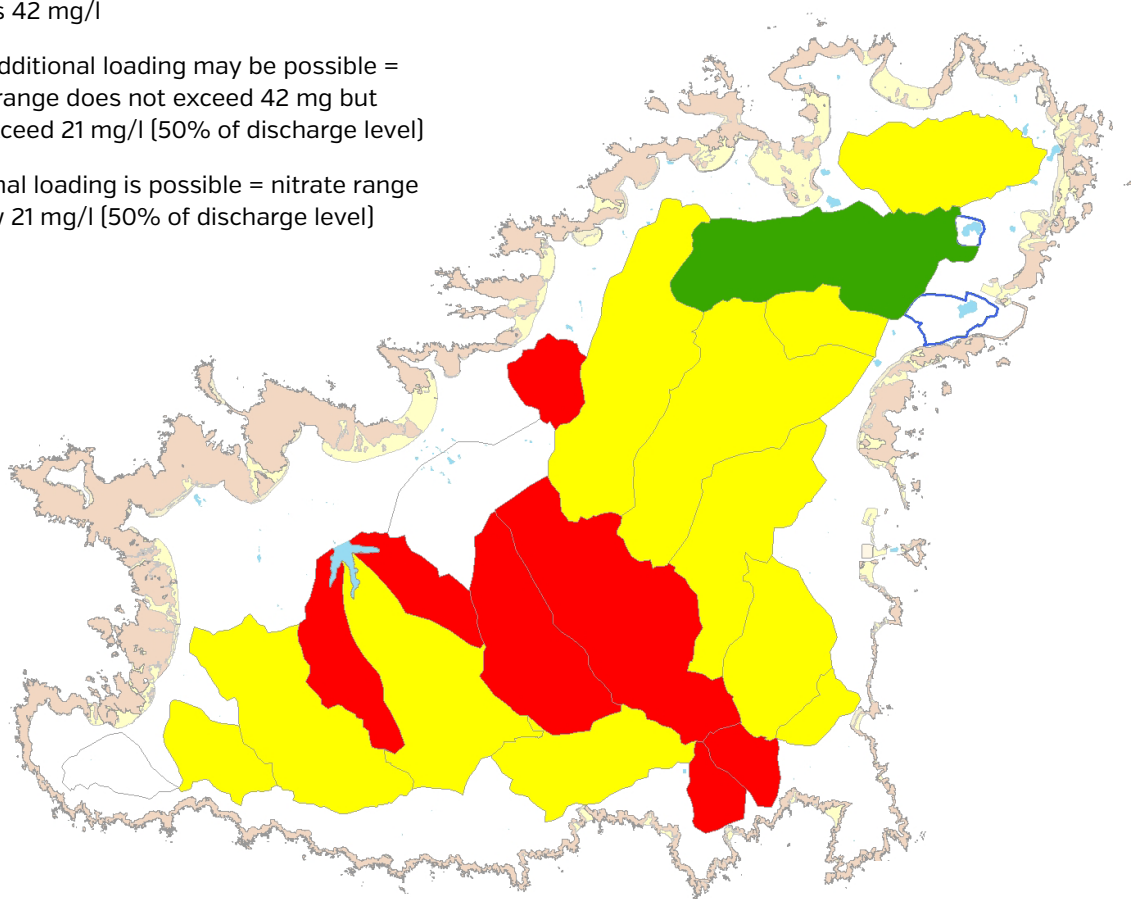 s 42 mg/l
dditional loading may be possible =
range does not exceed 42 mg but
ceed 21 mg/l (50% of discharge level)
nal loading is possible = nitrate range
21 mg/l (50% of discharge level)